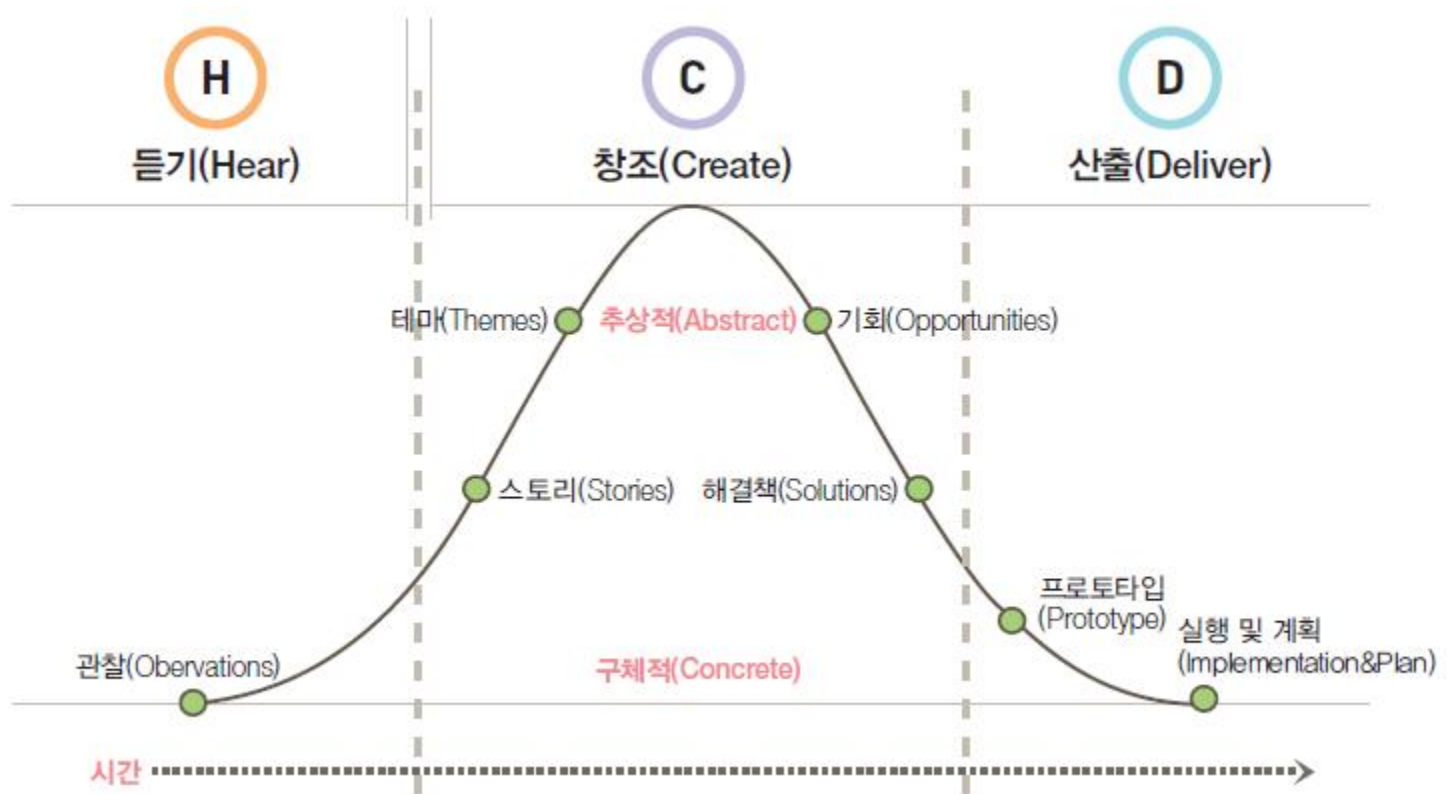 H
C
D
듣기(Hear)
창조(Create)
산출(Deliver)
테마(Themes)
추상적(Abstract)
기회(Opportunities)
스토리(Stories)
해결책(Solutions)
프로토타입
(Prototype)
실행 및 계획
(Implementation&Plan)
관찰(Obervations)
구체적(Concrete)
시간